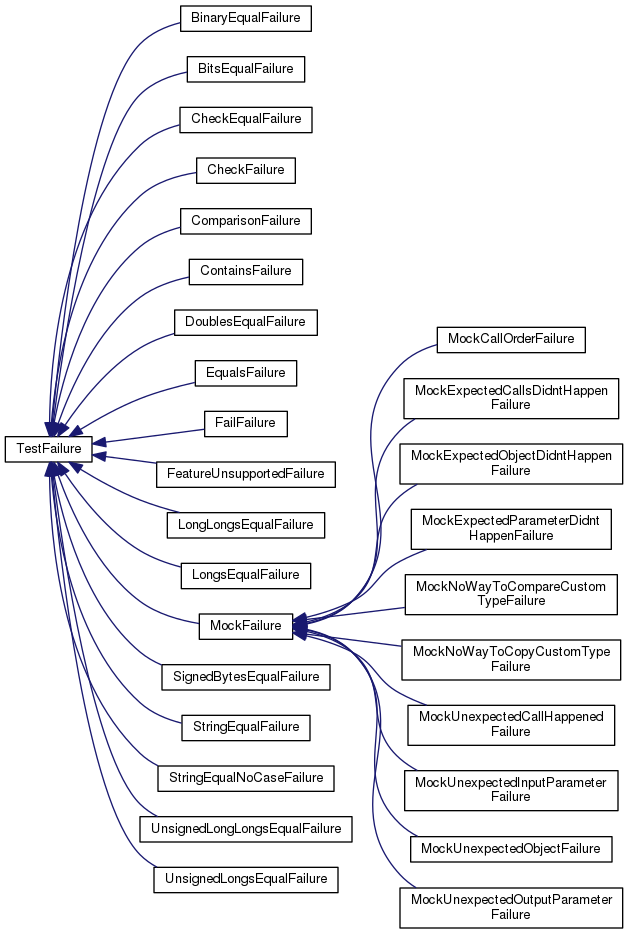 TestFailure
BinaryEqualFailure
BitsEqualFailure
CheckEqualFailure
CheckFailure
ComparisonFailure
ContainsFailure
DoublesEqualFailure
EqualsFailure
FailFailure
FeatureUnsupportedFailure
LongLongsEqualFailure
LongsEqualFailure
MockFailure
SignedBytesEqualFailure
StringEqualFailure
StringEqualNoCaseFailure
UnsignedLongLongsEqualFailure
UnsignedLongsEqualFailure
MockCallOrderFailure
MockExpectedCallsDidntHappen
Failure
MockExpectedObjectDidntHappen
Failure
MockExpectedParameterDidnt
HappenFailure
MockNoWayToCompareCustom
TypeFailure
MockNoWayToCopyCustomType
Failure
MockUnexpectedCallHappened
Failure
MockUnexpectedInputParameter
Failure
MockUnexpectedObjectFailure
MockUnexpectedOutputParameter
Failure